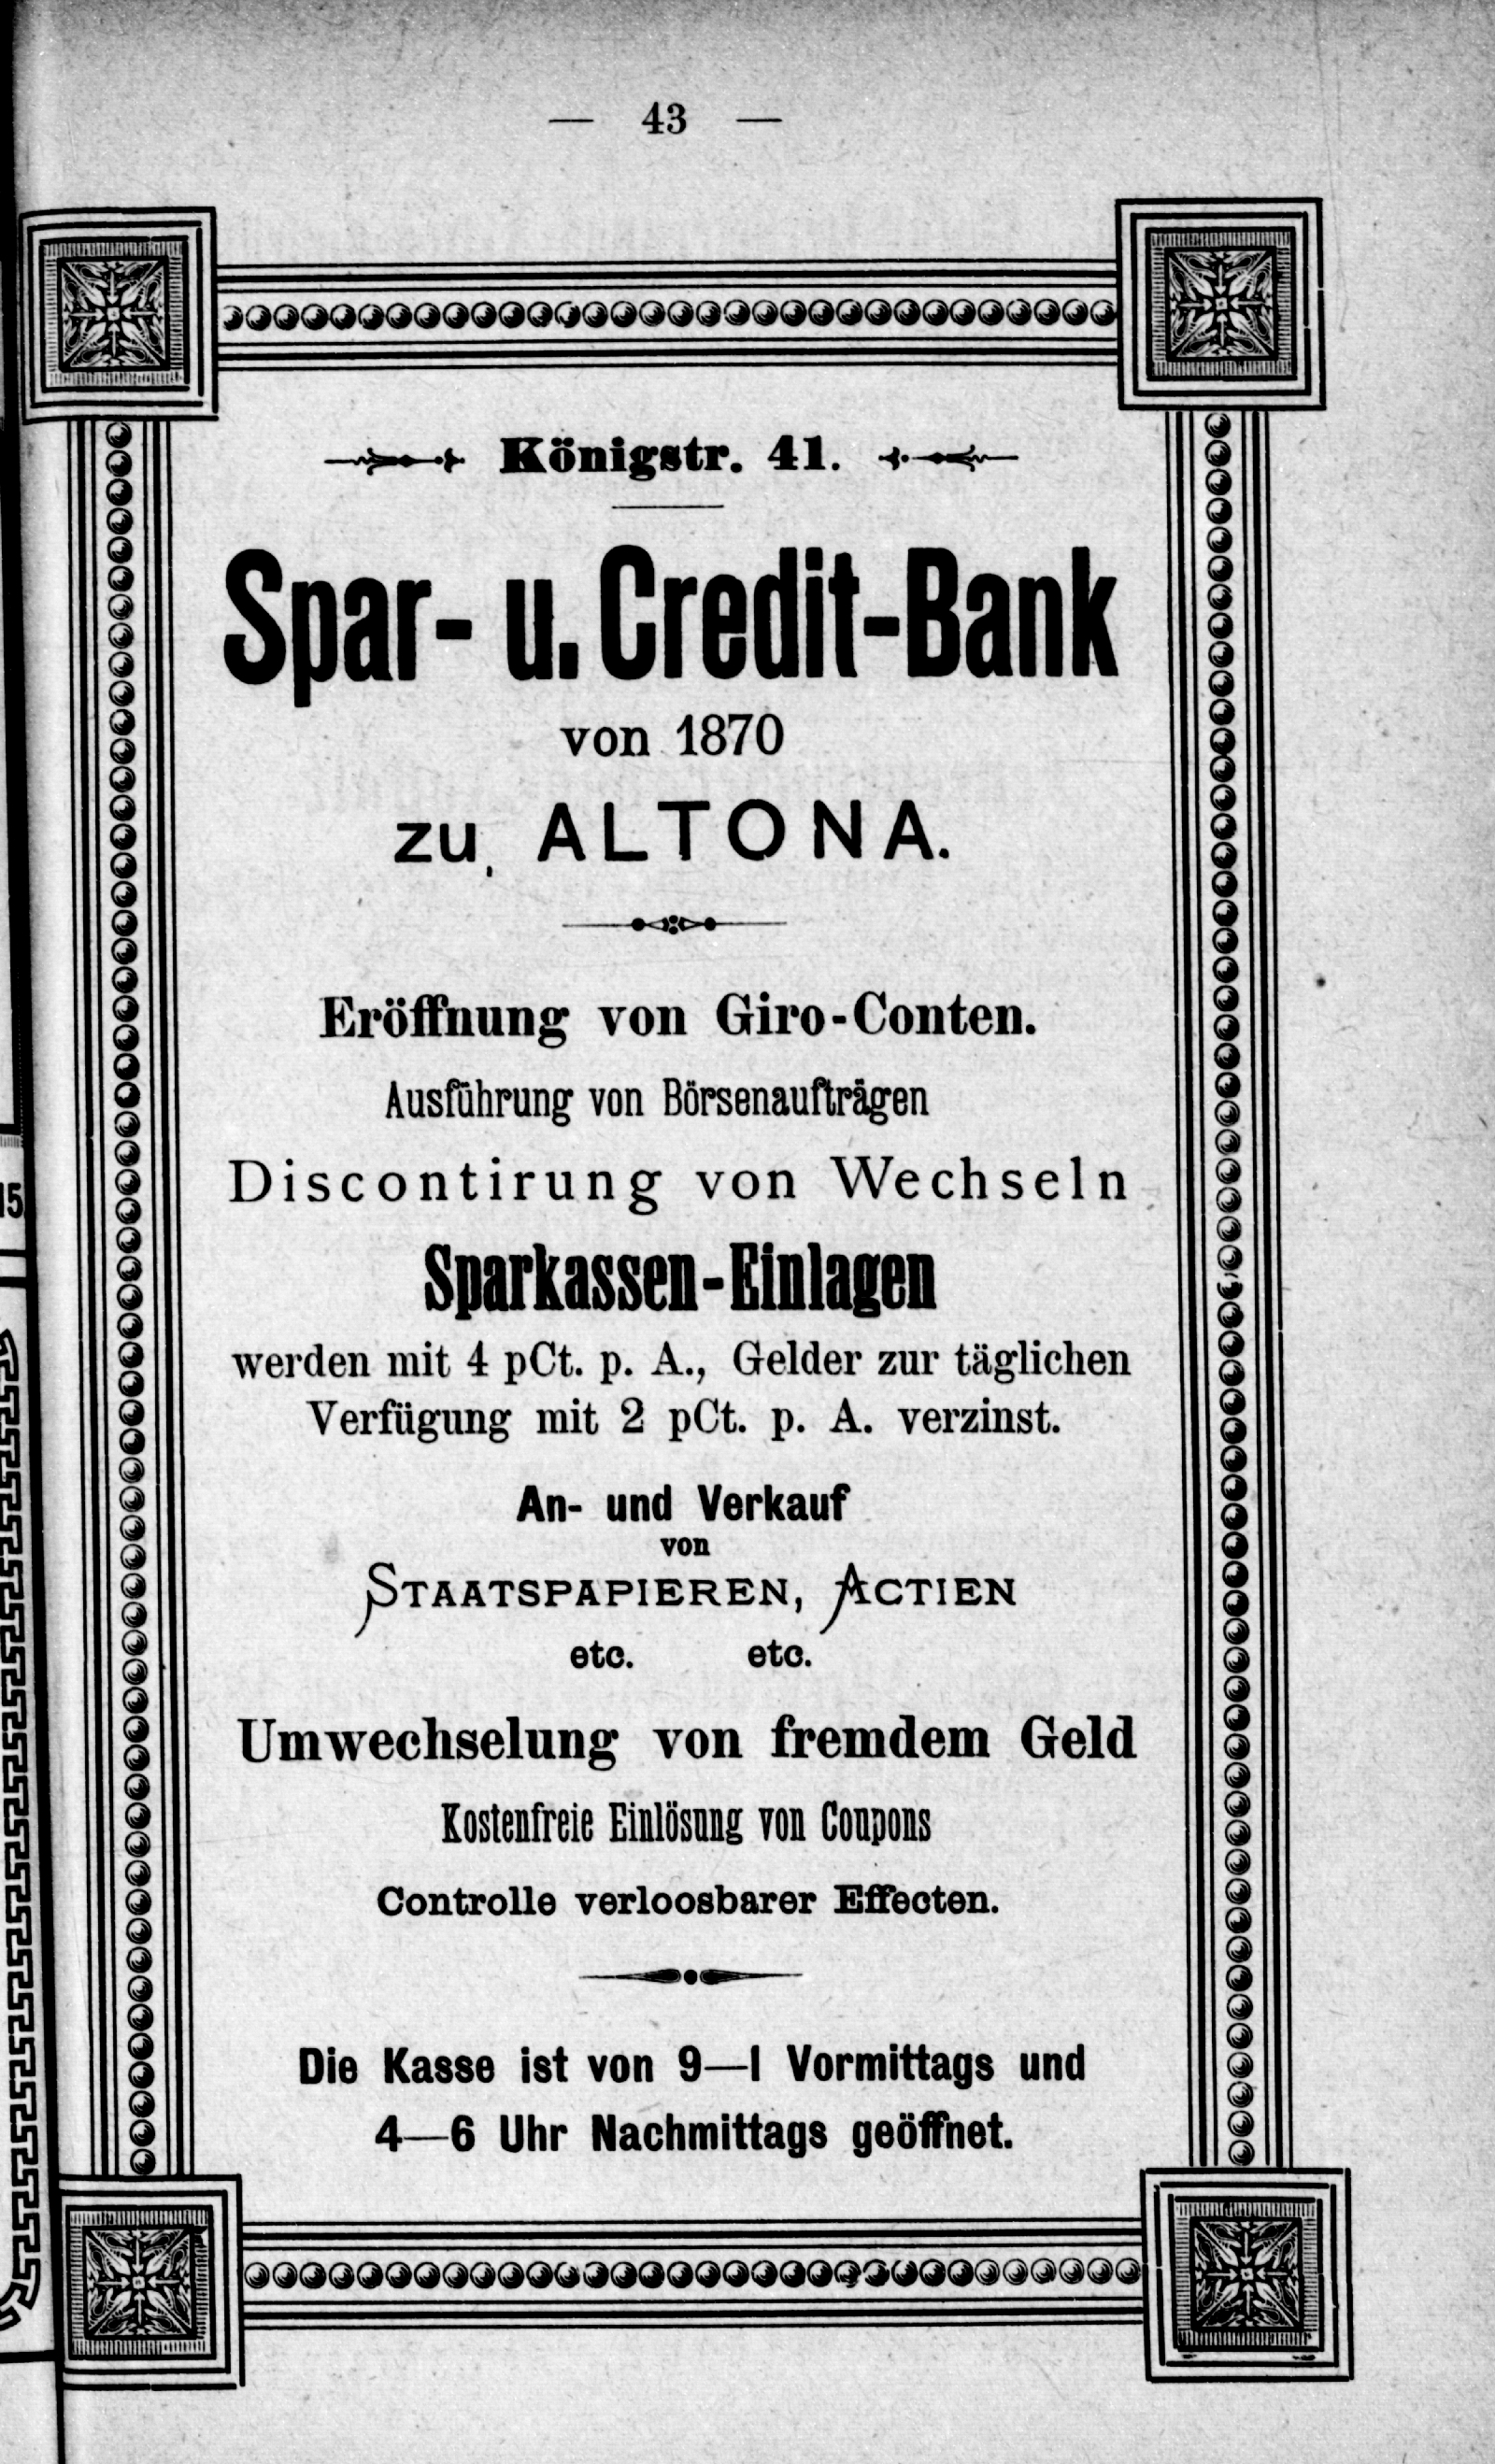 — 43 —
Königstr. 41.
Spar- u. Credit-Bank
von 1870
zu, ALTONA.
Eröffnung von Giro-Conten.
Ausführung von Börsenaufträgen
Discontirung von Wechseln
Sparkassen-Einlagen
werden mit 4 pCt. p. A., Gelder zur täglichen
Verfügung mit 2 pCt. p. A. verzinst.
An- und Verkauf
von
STAATSPAPIEREN, ACTIEN
etc. etc.
Umwechselung von fremdem Geld
Kostenfreie Einlösung von Coupons
Controlle verloosbarer Effecten.
Die Kasse ist von 9—1 Vormittags und
4—6 Uhr Nachmittags geöffnet.
15